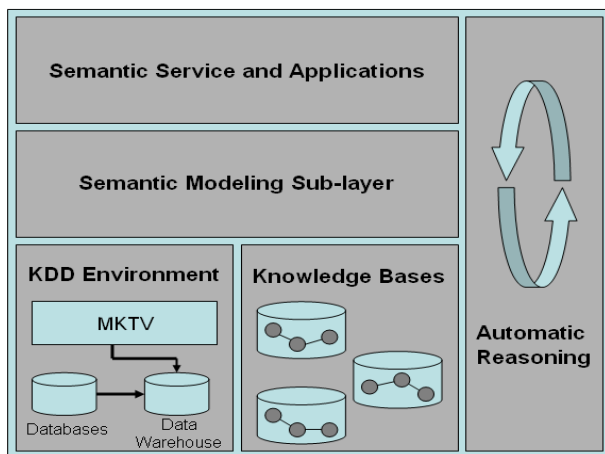 Semantic Service and Applications
Semantic Modeling Sub-layer
KDD Environment
MKTV
Databases
Data
Warehouse
Knowledge Bases
Automatic
Reasoning